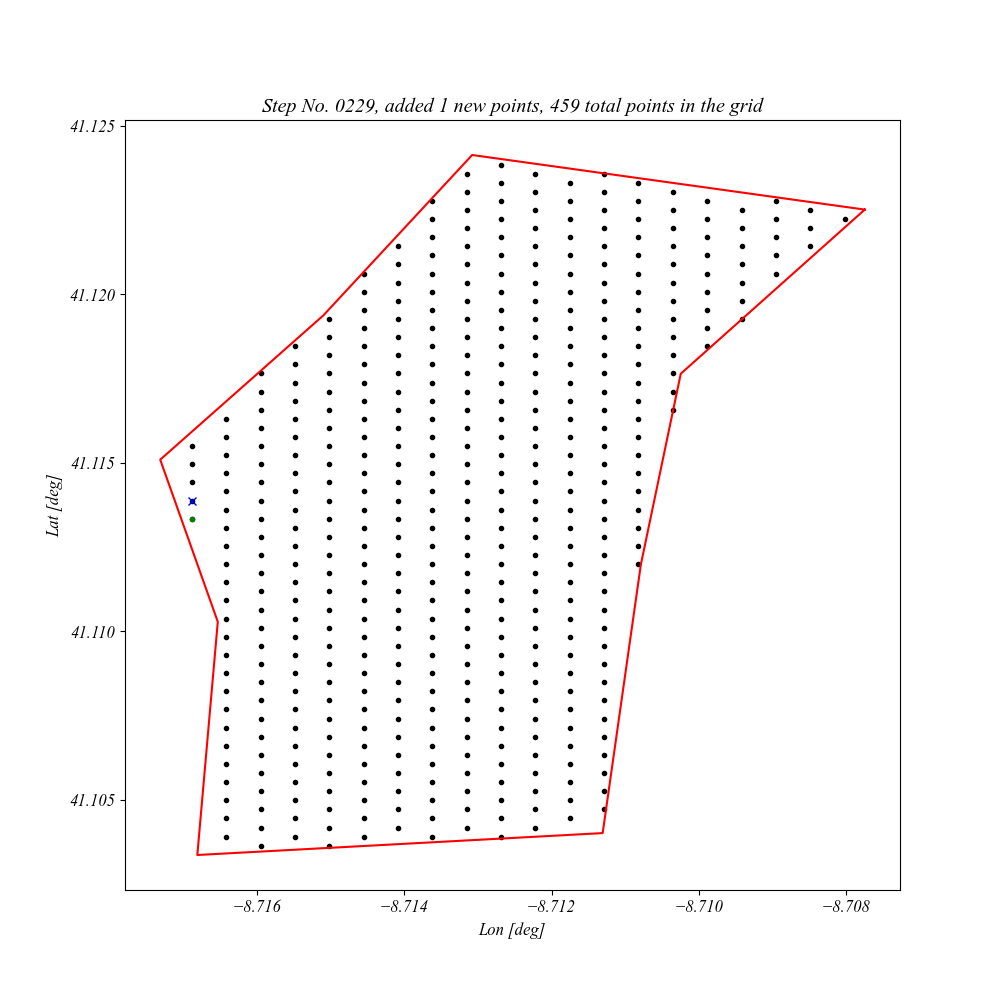 Step No. 0229, added 1 new points, 459 total points in the grid
41.125
41.120
41.115
41.110
41.105
Lat [deg]
−8.716 −8.714 −8.712 −8.710 −8.708
Lon [deg]